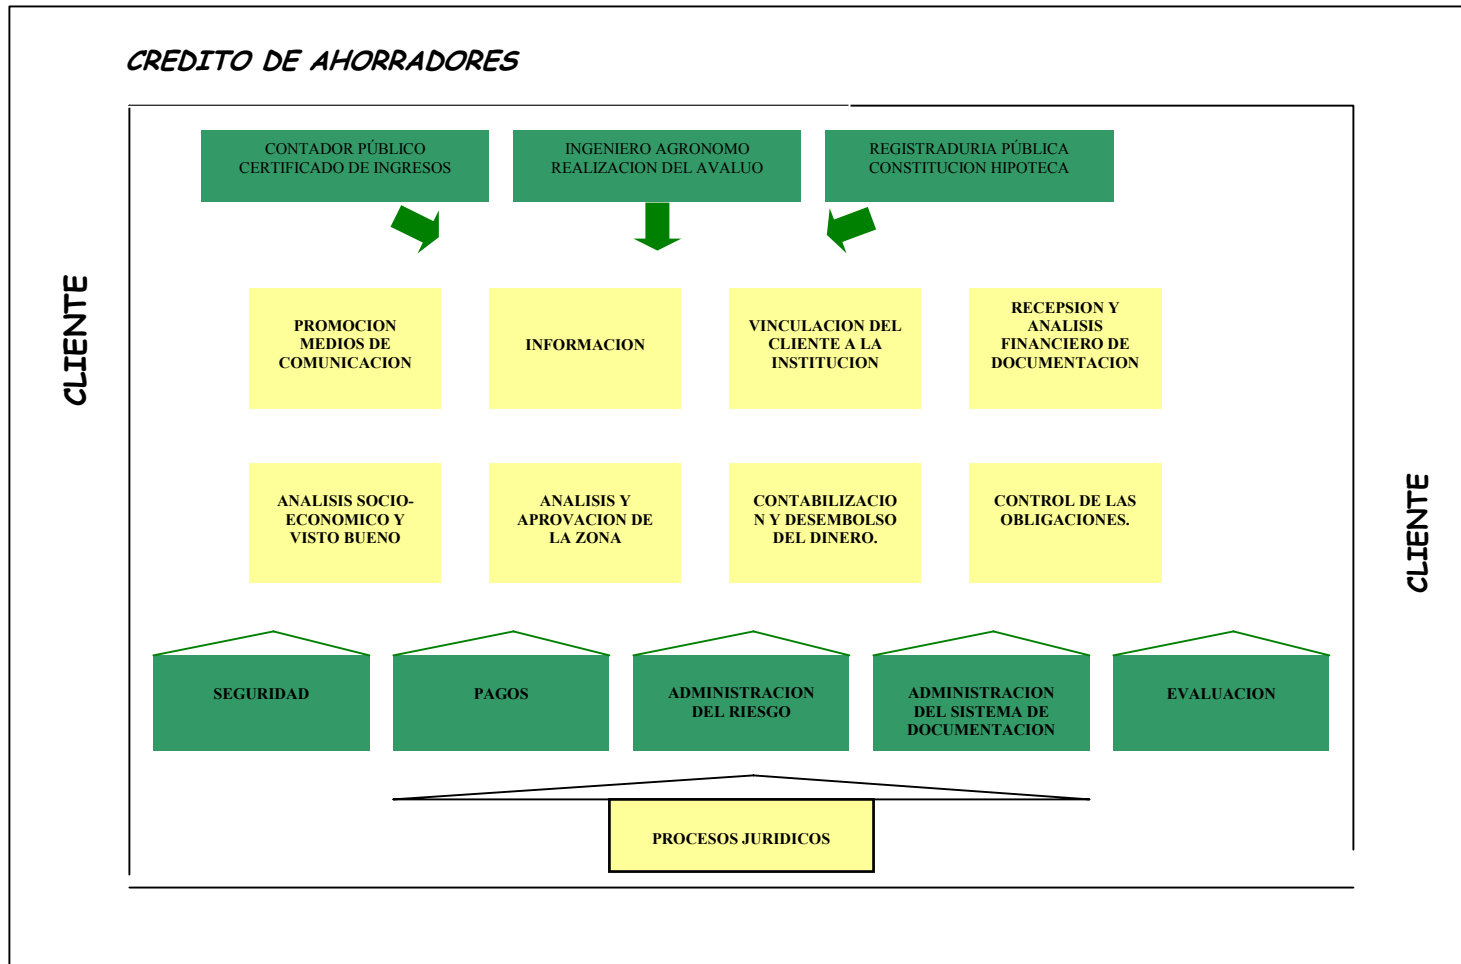 CREDITO DE AHORRADORES
CONTADOR PÚBLICO
CERTIFICADO DE INGRESOS
INGENIERO AGRONOMO
REALIZACION DEL AVALUO
REGISTRADURIA PÚBLICA
CONSTITUCION HIPOTECA
CLIENTE
PROMOCION
MEDIOS DE
COMUNICACION
INFORMACION
VINCULACION DEL
CLIENTE A LA
INSTITUCION
RECEPSION Y
ANALISIS
FINANCIERO DE
DOCUMENTACION
ANALISIS SOCIO-
ECONOMICO Y
VISTO BUENO
ANALISIS Y
APROVACION DE
LA ZONA
CONTABILIZACIO
N Y DESEMBOLSO
DEL DINERO.
CONTROL DE LAS
OBLIGACIONES.
CLIENTE
SEGURIDAD
PAGOS
ADMINISTRACION
DEL RIESGO
ADMINISTRACION
DEL SISTEMA DE
DOCUMENTACION
EVALUACION
PROCESOS JURIDICOS